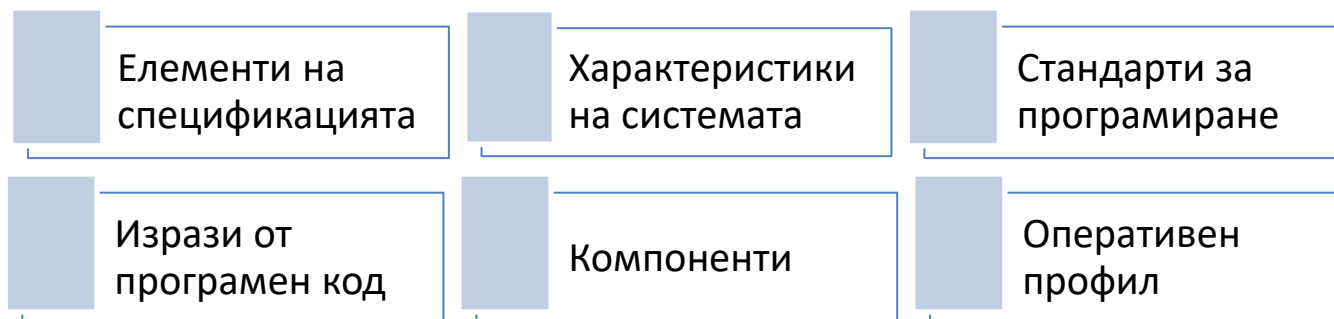 Елементи на
спецификацията
Характеристики
на системата
Стандарти за
програмиране
Изрази от
програмен код
Компоненти
Оперативен
профил